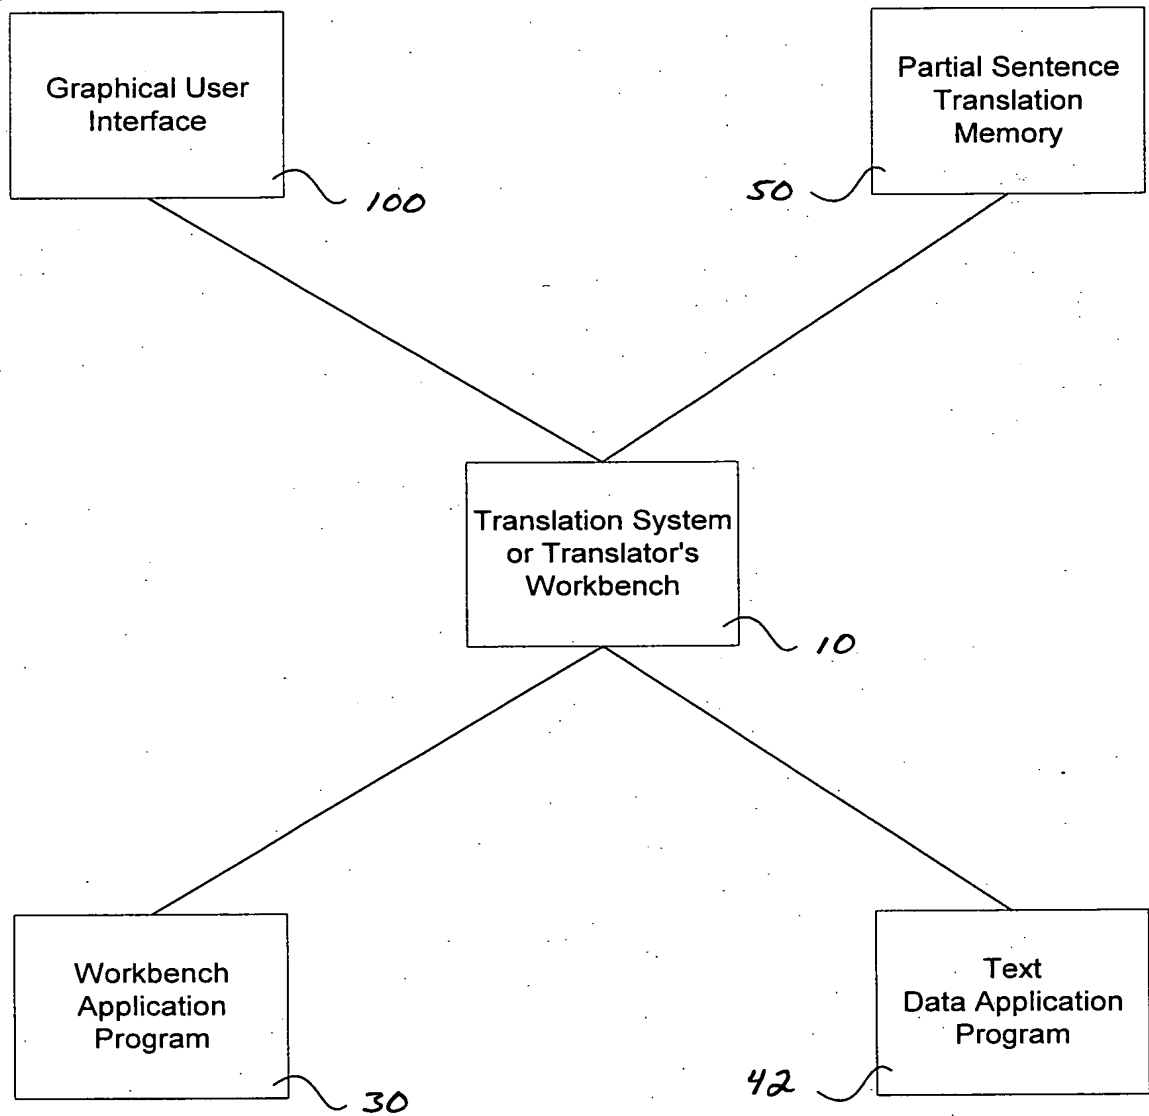 Graphical User
Interface
100
Partial Sentence
Translation
Memory
50
Translation System
or Translator's
Workbench
10
Workbench
Application
Program
30
Text
Data Application
Program
42